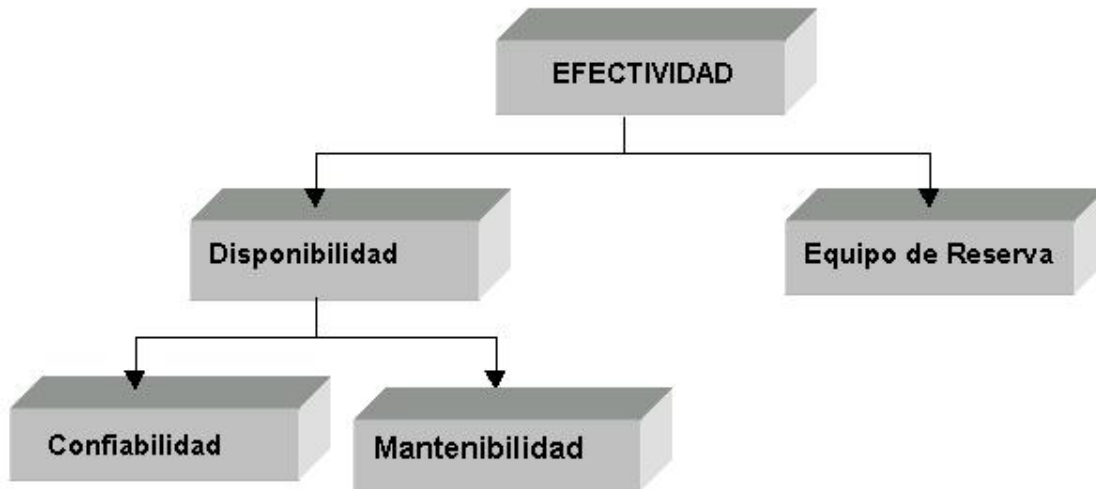 EFECTIVIDAD
Disponibilidad
Equipo de Reserva
Confiabilidad
Mantenibilidad